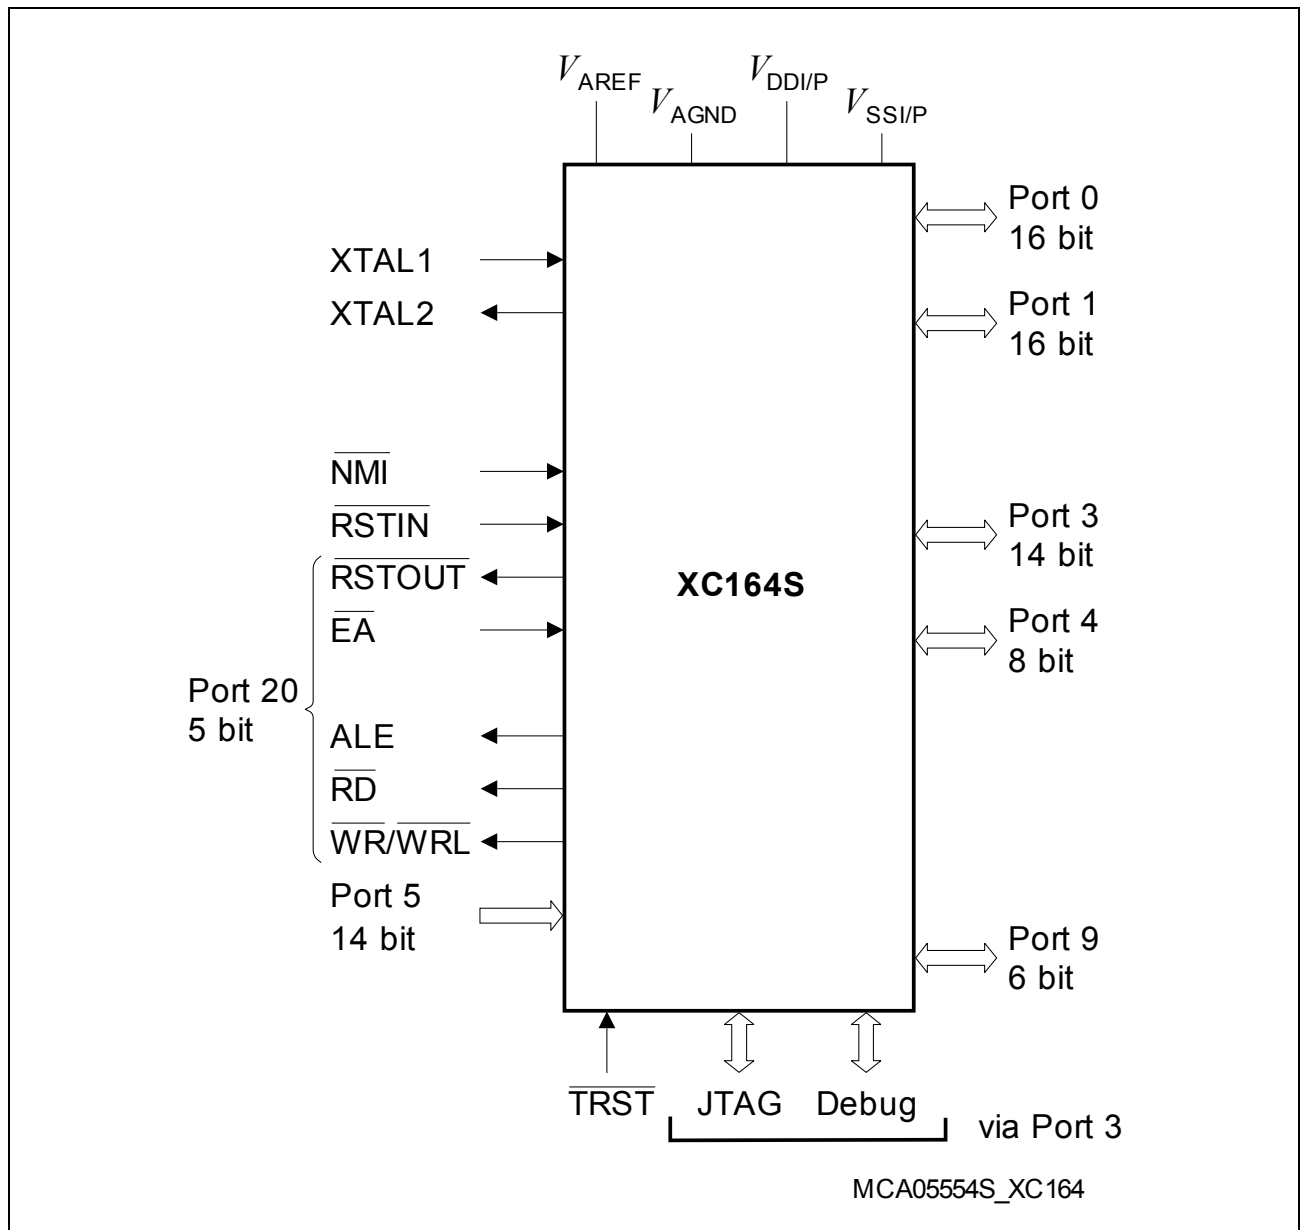 VAREF
VAGND
VDDI/P
VSSI/P
XTAL1
XTAL2
NMI
RSTIN
RSTOUT
EA
Port 20
5 bit
ALE
RD
WR/WRL
Port 5
14 bit
XC164S
Port 0
16 bit
Port 1
16 bit
Port 3
14 bit
Port 4
8 bit
Port 9
6 bit
TRST
JTAG
Debug
via Port 3
MCA05554S_XC164